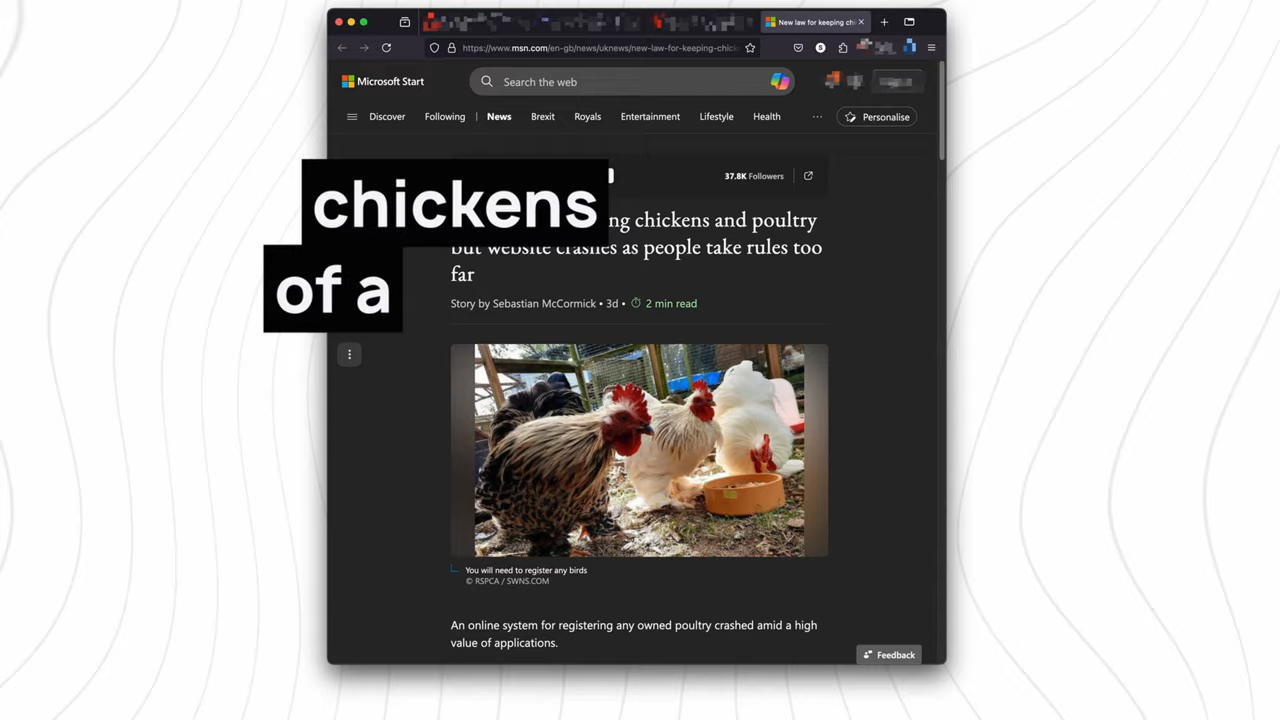 New law for keeping chi
https://www.msn.com/en-gb/news/uknews/new-law-for-keeping-chick
Microsoft Start
Search the web
Discover
Following
News
Brexit
Royals
Entertainment
Lifestyle
Health
Personalise
37.8K Followers
chickens
of a
ng chickens and poultry
but website crashes as people take rules too
far
Story by Sebastian McCormick • 3d • 2 min read
You will need to register any birds
© RSPCA / SWNS.COM
An online system for registering any owned poultry crashed amid a high
value of applications.
Feedback